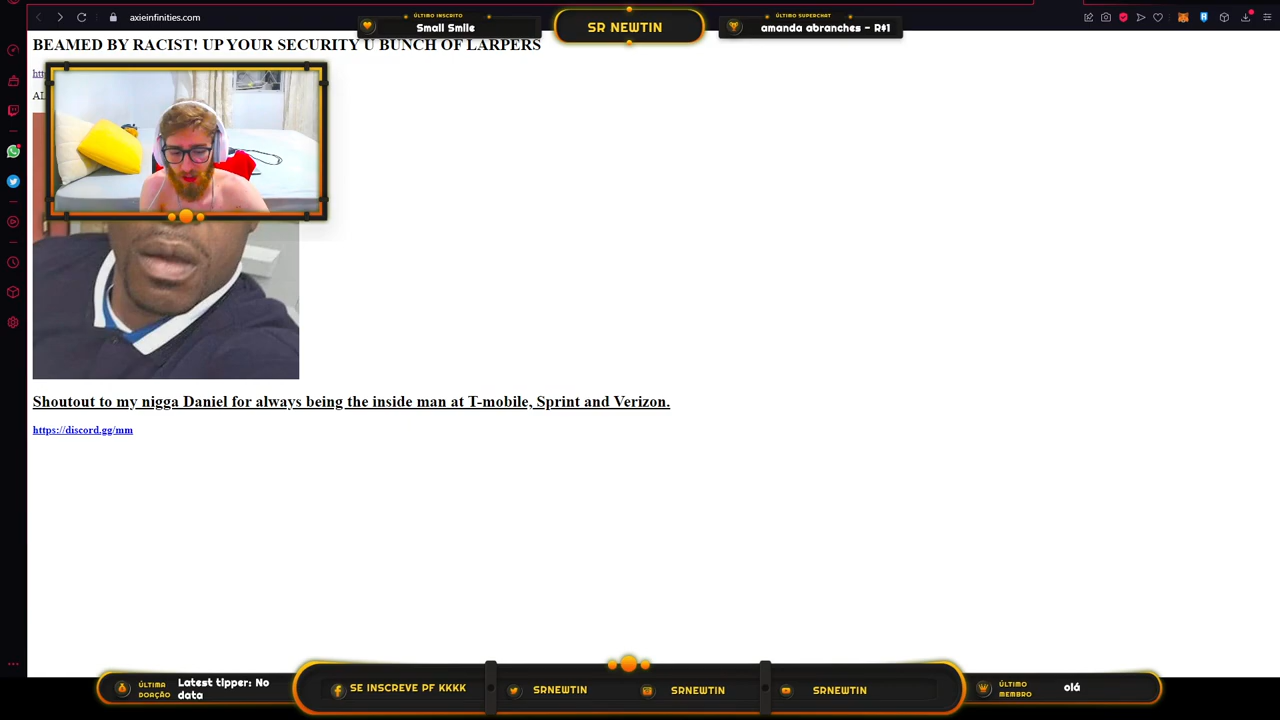 axieinfinities.com
ÚLTIMO INSCRITO
Small Smile
SR NEWTIN
ÚLTIMO SUPERCHAT
amanda abranches - R$1
BEAMED BY RACIST! UP YOUR SECURITY U BUNCH OF LARPERS
Shoutout to my nigga Daniel for always being the inside man at T-mobile, Sprint and Verizon.
https://discord.gg/mm
ÚLTIMA DOAÇÃO
Latest tipper: No data
SE INSCREVE PF KKKK
SRNEWTIN
SRNEWTIN
SRNEWTIN
ÚLTIMO MEMBRO
olá